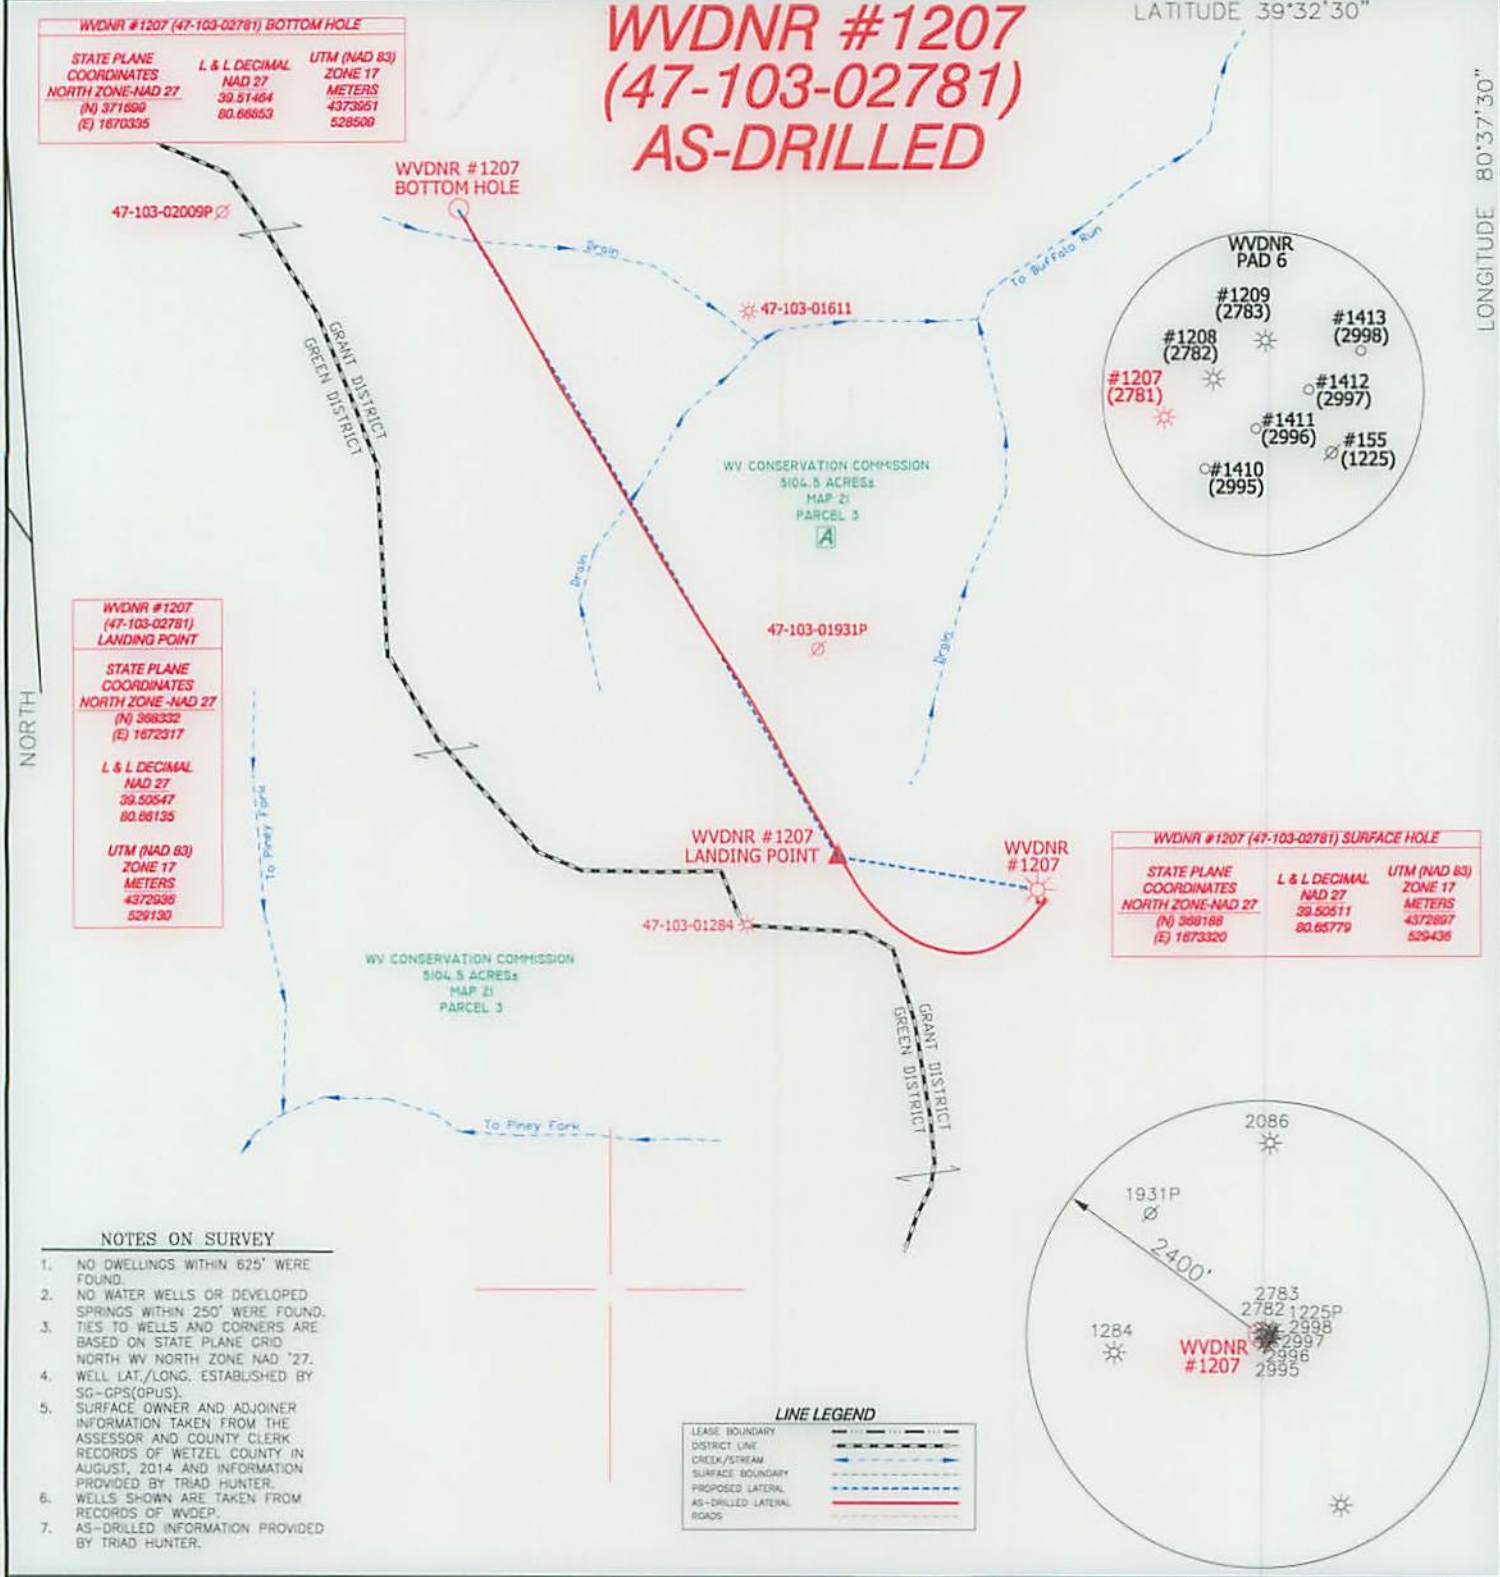 WVDNR #1207 (47-103-02781) BOTTOM HOLE
STATE PLANE
COORDINATES
NORTH ZONE-NAD 27
(N) 371699
(E) 1670335
L & L DECIMAL
NAD 27
39.51464
80.66853
UTM (NAD 83)
ZONE 17
METERS
4373951
528509
WVDNR #1207
(47-103-02781)
AS-DRILLED
LATITUDE 39°32'30"
LONGITUDE 80°37'30"
WVDNR #1207
BOTTOM HOLE
47-103-02009P
Drain
To Buffalo Run
47-103-01611
GRANT DISTRICT
GREEN DISTRICT
WVDNR
PAD 6
#1209
(2783)
#1413
(2998)
#1208
(2782)
#1207
(2781)
#1412
(2997)
#1411
(2996)
#155
(1225)
#1410
(2995)
WV CONSERVATION COMMISSION
5104.5 ACRES±
MAP 21
PARCEL 3
A
Drain
Drain
47-103-01931P
NORTH
WVDNR #1207
(47-103-02781)
LANDING POINT
STATE PLANE
COORDINATES
NORTH ZONE -NAD 27
(N) 368332
(E) 1672317
L & L DECIMAL
NAD 27
39.50547
80.66135
UTM (NAD 83)
ZONE 17
METERS
4372936
529130
To Piney Fork
WVDNR #1207
LANDING POINT
WVDNR
#1207
WVDNR #1207 (47-103-02781) SURFACE HOLE
STATE PLANE
COORDINATES
NORTH ZONE-NAD 27
(N) 368188
(E) 1673320
L & L DECIMAL
NAD 27
39.50511
80.65779
UTM (NAD 83)
ZONE 17
METERS
4372897
529436
47-103-01284
WV CONSERVATION COMMISSION
5104.5 ACRES±
MAP 21
PARCEL 3
GRANT DISTRICT
GREEN DISTRICT
To Piney Fork
2086
1931P
2400'
2783
2782 1225P
2998
2997
2996
2995
1284
WVDNR
#1207
NOTES ON SURVEY
1. NO DWELLINGS WITHIN 625' WERE
FOUND.
2. NO WATER WELLS OR DEVELOPED
SPRINGS WITHIN 250' WERE FOUND.
3. TIES TO WELLS AND CORNERS ARE
BASED ON STATE PLANE GRID
NORTH WV NORTH ZONE NAD '27.
4. WELL LAT./LONG. ESTABLISHED BY
SG-GPS(OPUS).
5. SURFACE OWNER AND ADJOINER
INFORMATION TAKEN FROM THE
ASSESSOR AND COUNTY CLERK
RECORDS OF WETZEL COUNTY IN
AUGUST, 2014 AND INFORMATION
PROVIDED BY TRIAD HUNTER.
6. WELLS SHOWN ARE TAKEN FROM
RECORDS OF WVDEP.
7. AS-DRILLED INFORMATION PROVIDED
BY TRIAD HUNTER.
LINE LEGEND
LEASE BOUNDARY
DISTRICT LINE
CREEK/STREAM
SURFACE BOUNDARY
PROPOSED LATERAL
AS-DRILLED LATERAL
ROADS